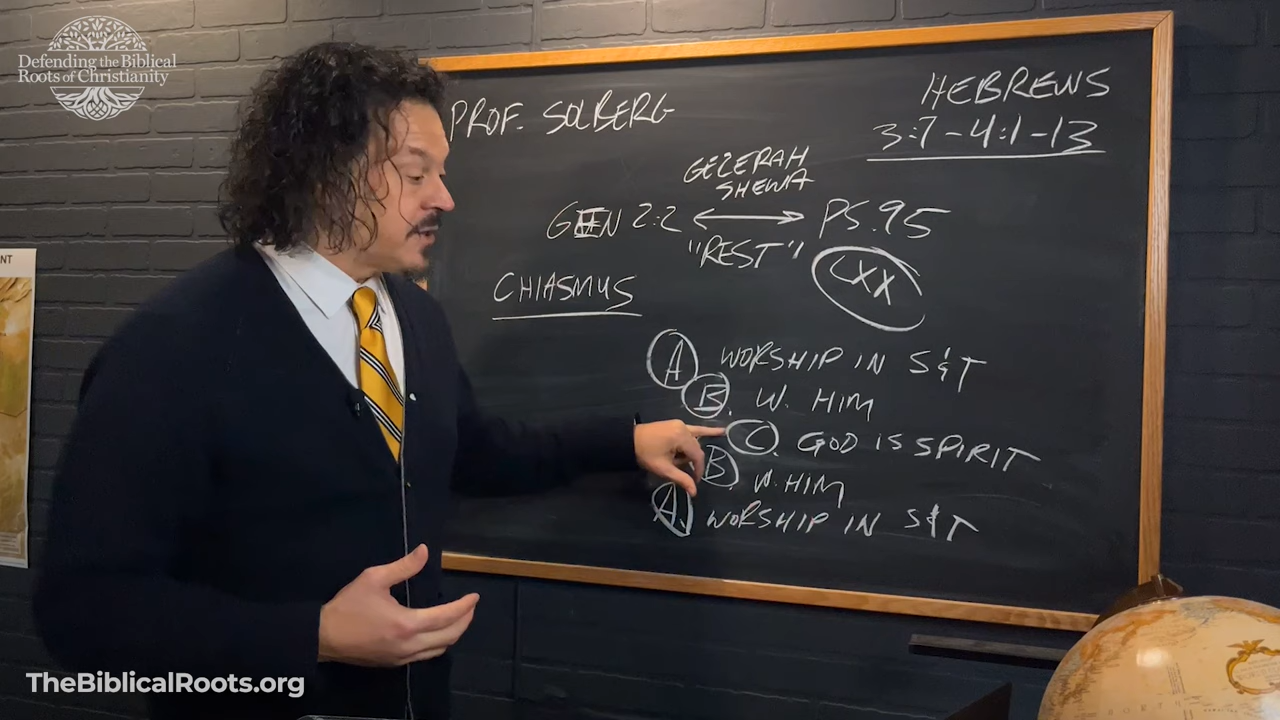 Defending the Biblical
Roots of Christianity
NT
PROF. SOLBERG
HEBREWS
3:7-4:1-13
GEZERAH
SHEWA
GEN 2:2 ↔ PS. 95
"REST"
LXX
CHIASMUS
A WORSHIP IN S&T
B. W. HIM
C. GOD IS SPIRIT
B. W. HIM
A. WORSHIP IN S&T
TheBiblicalRoots.org